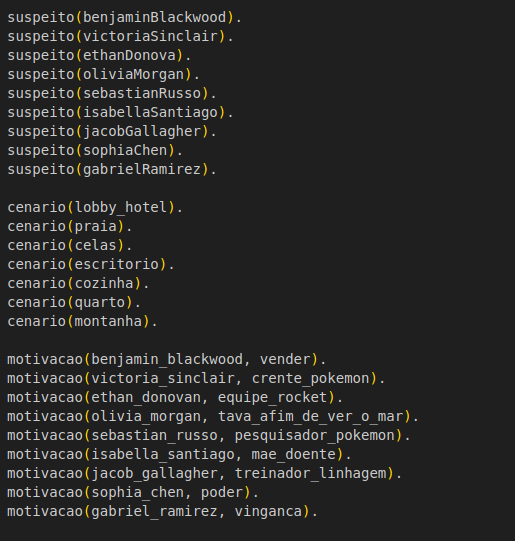 suspeito(benjaminBlackwood).
suspeito(victoriaSinclair).
suspeito(ethanDonova).
suspeito(oliviaMorgan).
suspeito(sebastianRusso).
suspeito(isabellaSantiago).
suspeito(jacobGallagher).
suspeito(sophiaChen).
suspeito(gabrielRamirez).

cenario(lobby_hotel).
cenario(praia).
cenario(celas).
cenario(escritorio).
cenario(cozinha).
cenario(quarto).
cenario(montanha).

motivacao(benjamin_blackwood, vender).
motivacao(victoria_sinclair, crente_pokemon).
motivacao(ethan_donovan, equipe_rocket).
motivacao(olivia_morgan, tava_afim_de_ver_o_mar).
motivacao(sebastian_russo, pesquisador_pokemon).
motivacao(isabella_santiago, mae_doente).
motivacao(jacob_gallagher, treinador_linhagem).
motivacao(sophia_chen, poder).
motivacao(gabriel_ramirez, vinganca).